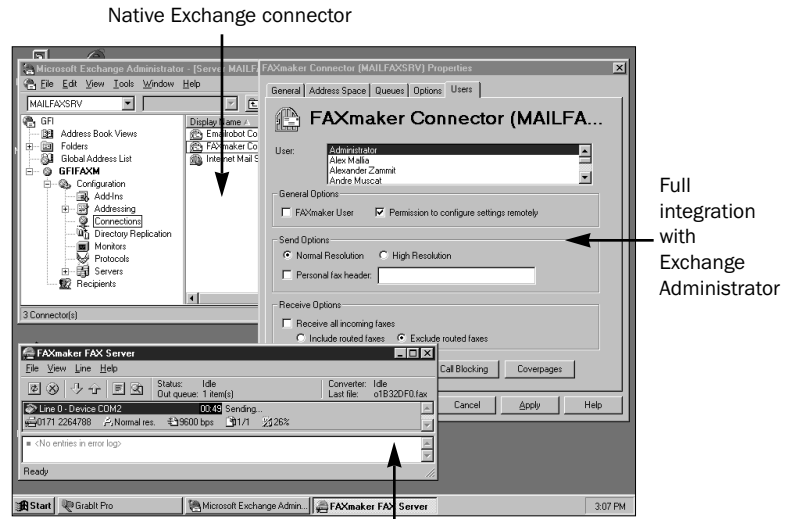 Native Exchange connector
Microsoft Exchange Administrator - [Server MAILF
File Edit View Tools Window Help
MAILFAXSRV
GFI
Address Book Views
Folders
Global Address List
GFIFAXM
Configuration
Add-Ins
Addressing
Connections
Directory Replication
Monitors
Protocols
Servers
Recipients
Display Name
Emailrobot Co
FAXmaker Co
Internet Mail S
3 Connector(s)
FAXmaker Connector (MAILFAXSRV) Properties
General Address Space Queues Options Users
FAXmaker Connector (MAILFA...
User:
Administrator
Alex Mallia
Alexander Zammit
Andre Muscat
General Options
FAXmaker User Permission to configure settings remotely
Send Options
Normal Resolution High Resolution
Personal fax header:
Receive Options
Receive all incoming faxes
Include routed faxes Exclude routed faxes
Call Blocking Coverpages
Cancel Apply Help
Full
integration
with
Exchange
Administrator
FAXmaker FAX Server
File View Line Help
Status: Idle
Out queue: 1 item(s)
Converter: Idle
Last file: o1B32DF0.fax
Line 0 - Device COM2 00:49 Sending...
0171 2264788 Normal res. 9600 bps 1/1 26%
<No entries in error log>
Ready
Start GrabIt Pro Microsoft Exchange Admin... FAXmaker FAX Server 3:07 PM